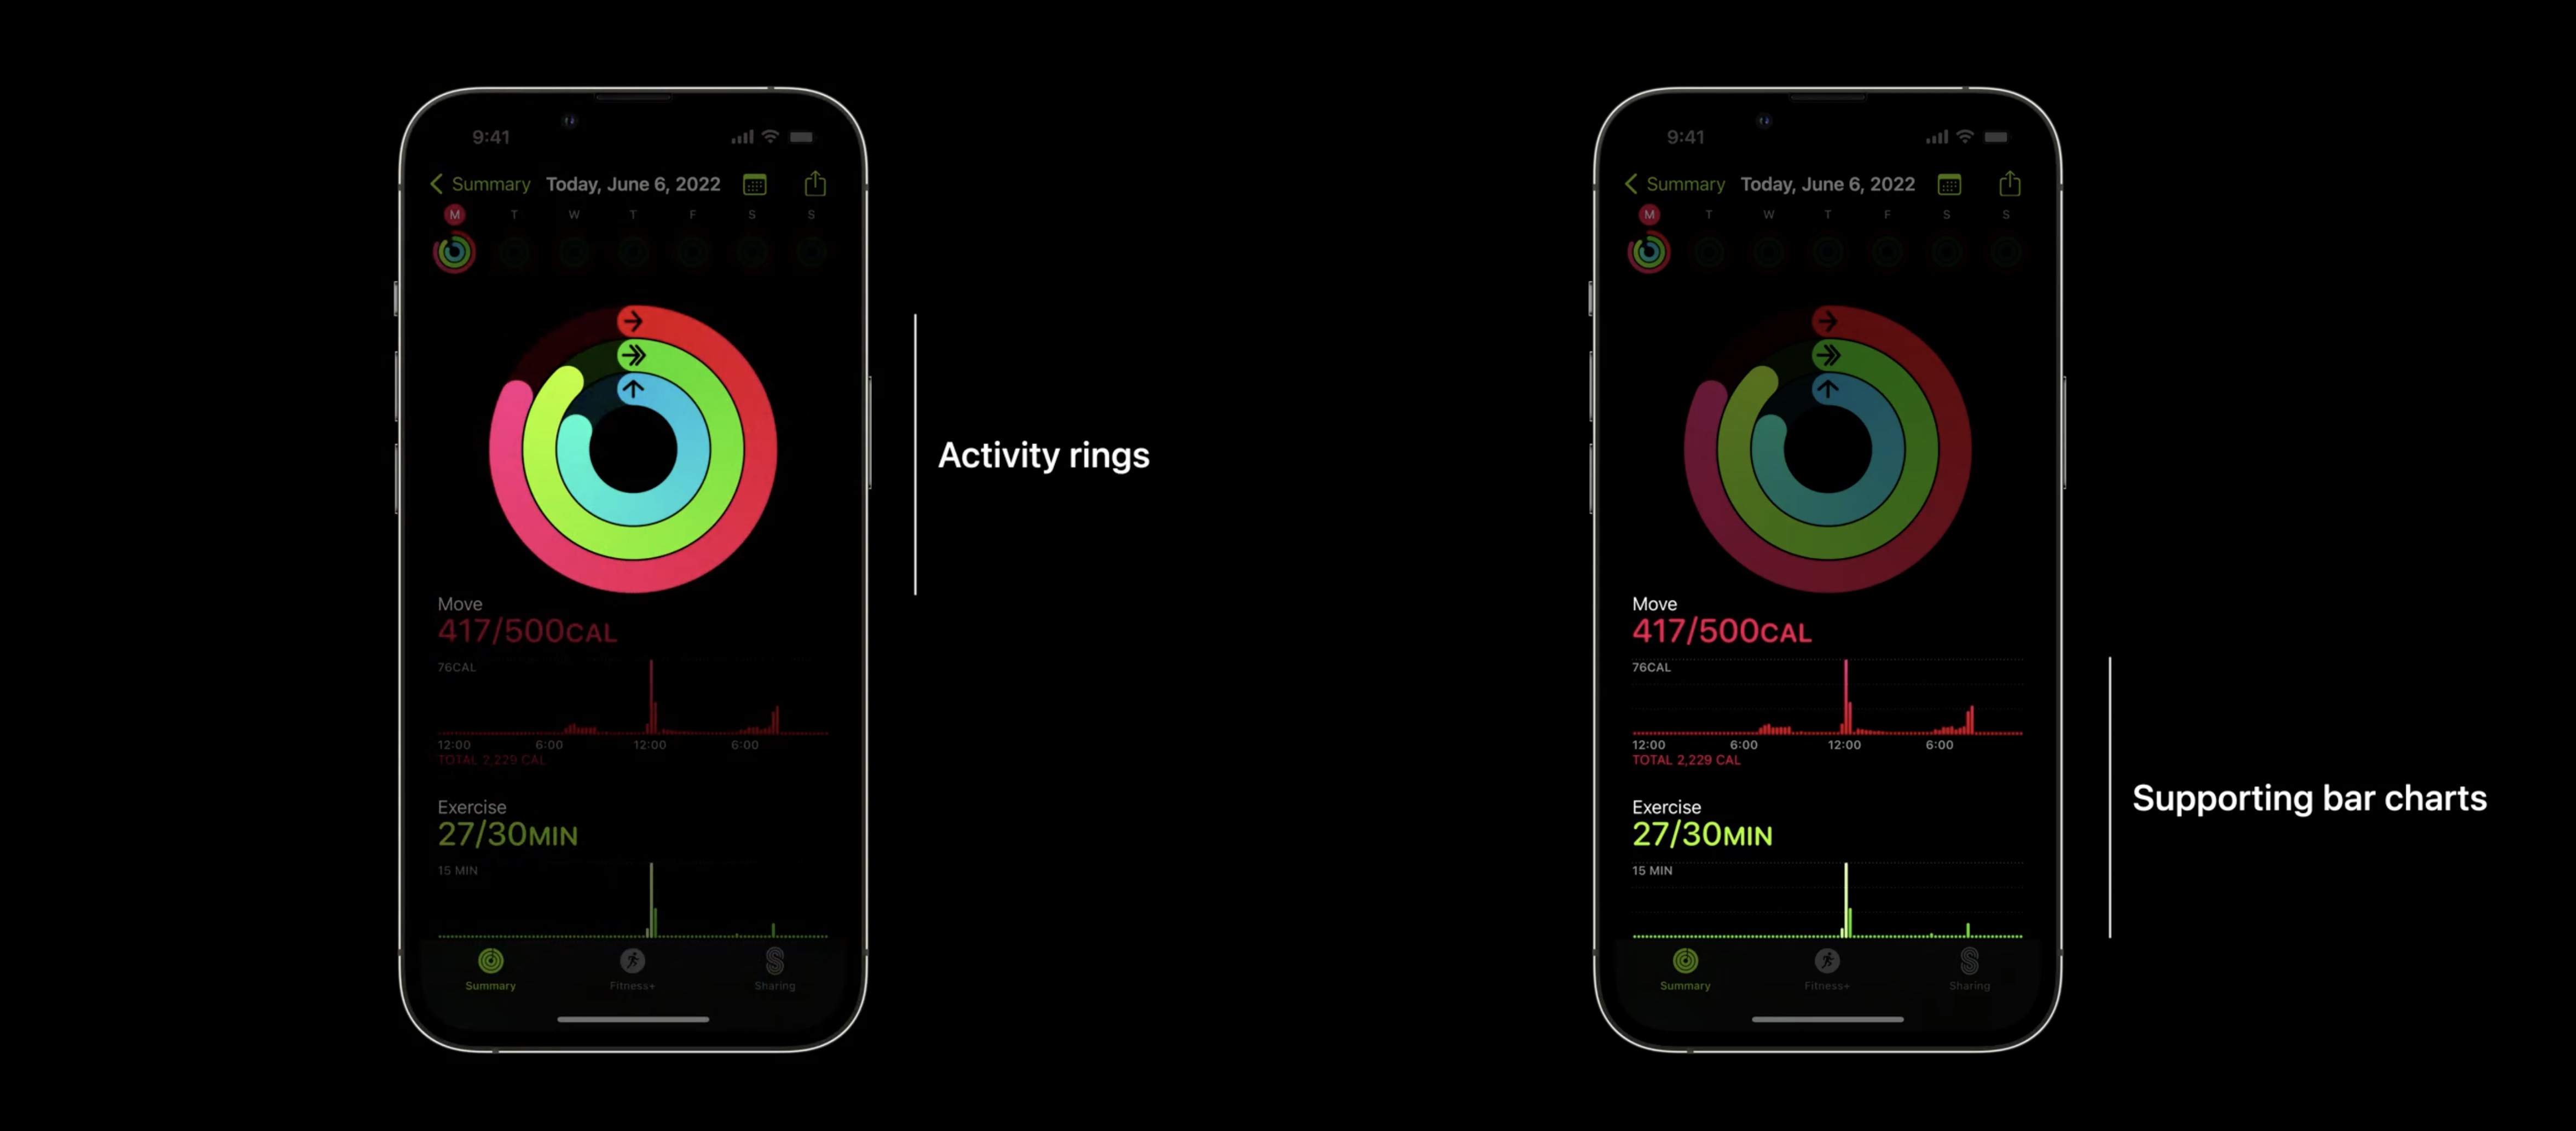 9:41
Summary Today, June 6, 2022
M T W T F S S
Activity rings
Move
417/500CAL
76CAL
12:00 6:00 12:00 6:00
TOTAL 2,229 CAL
Exercise
27/30MIN
15 MIN
Summary Fitness+ Sharing
9:41
Summary Today, June 6, 2022
M T W T F S S
Move
417/500CAL
76CAL
12:00 6:00 12:00 6:00
TOTAL 2,229 CAL
Supporting bar charts
Exercise
27/30MIN
15 MIN
Summary Fitness+ Sharing